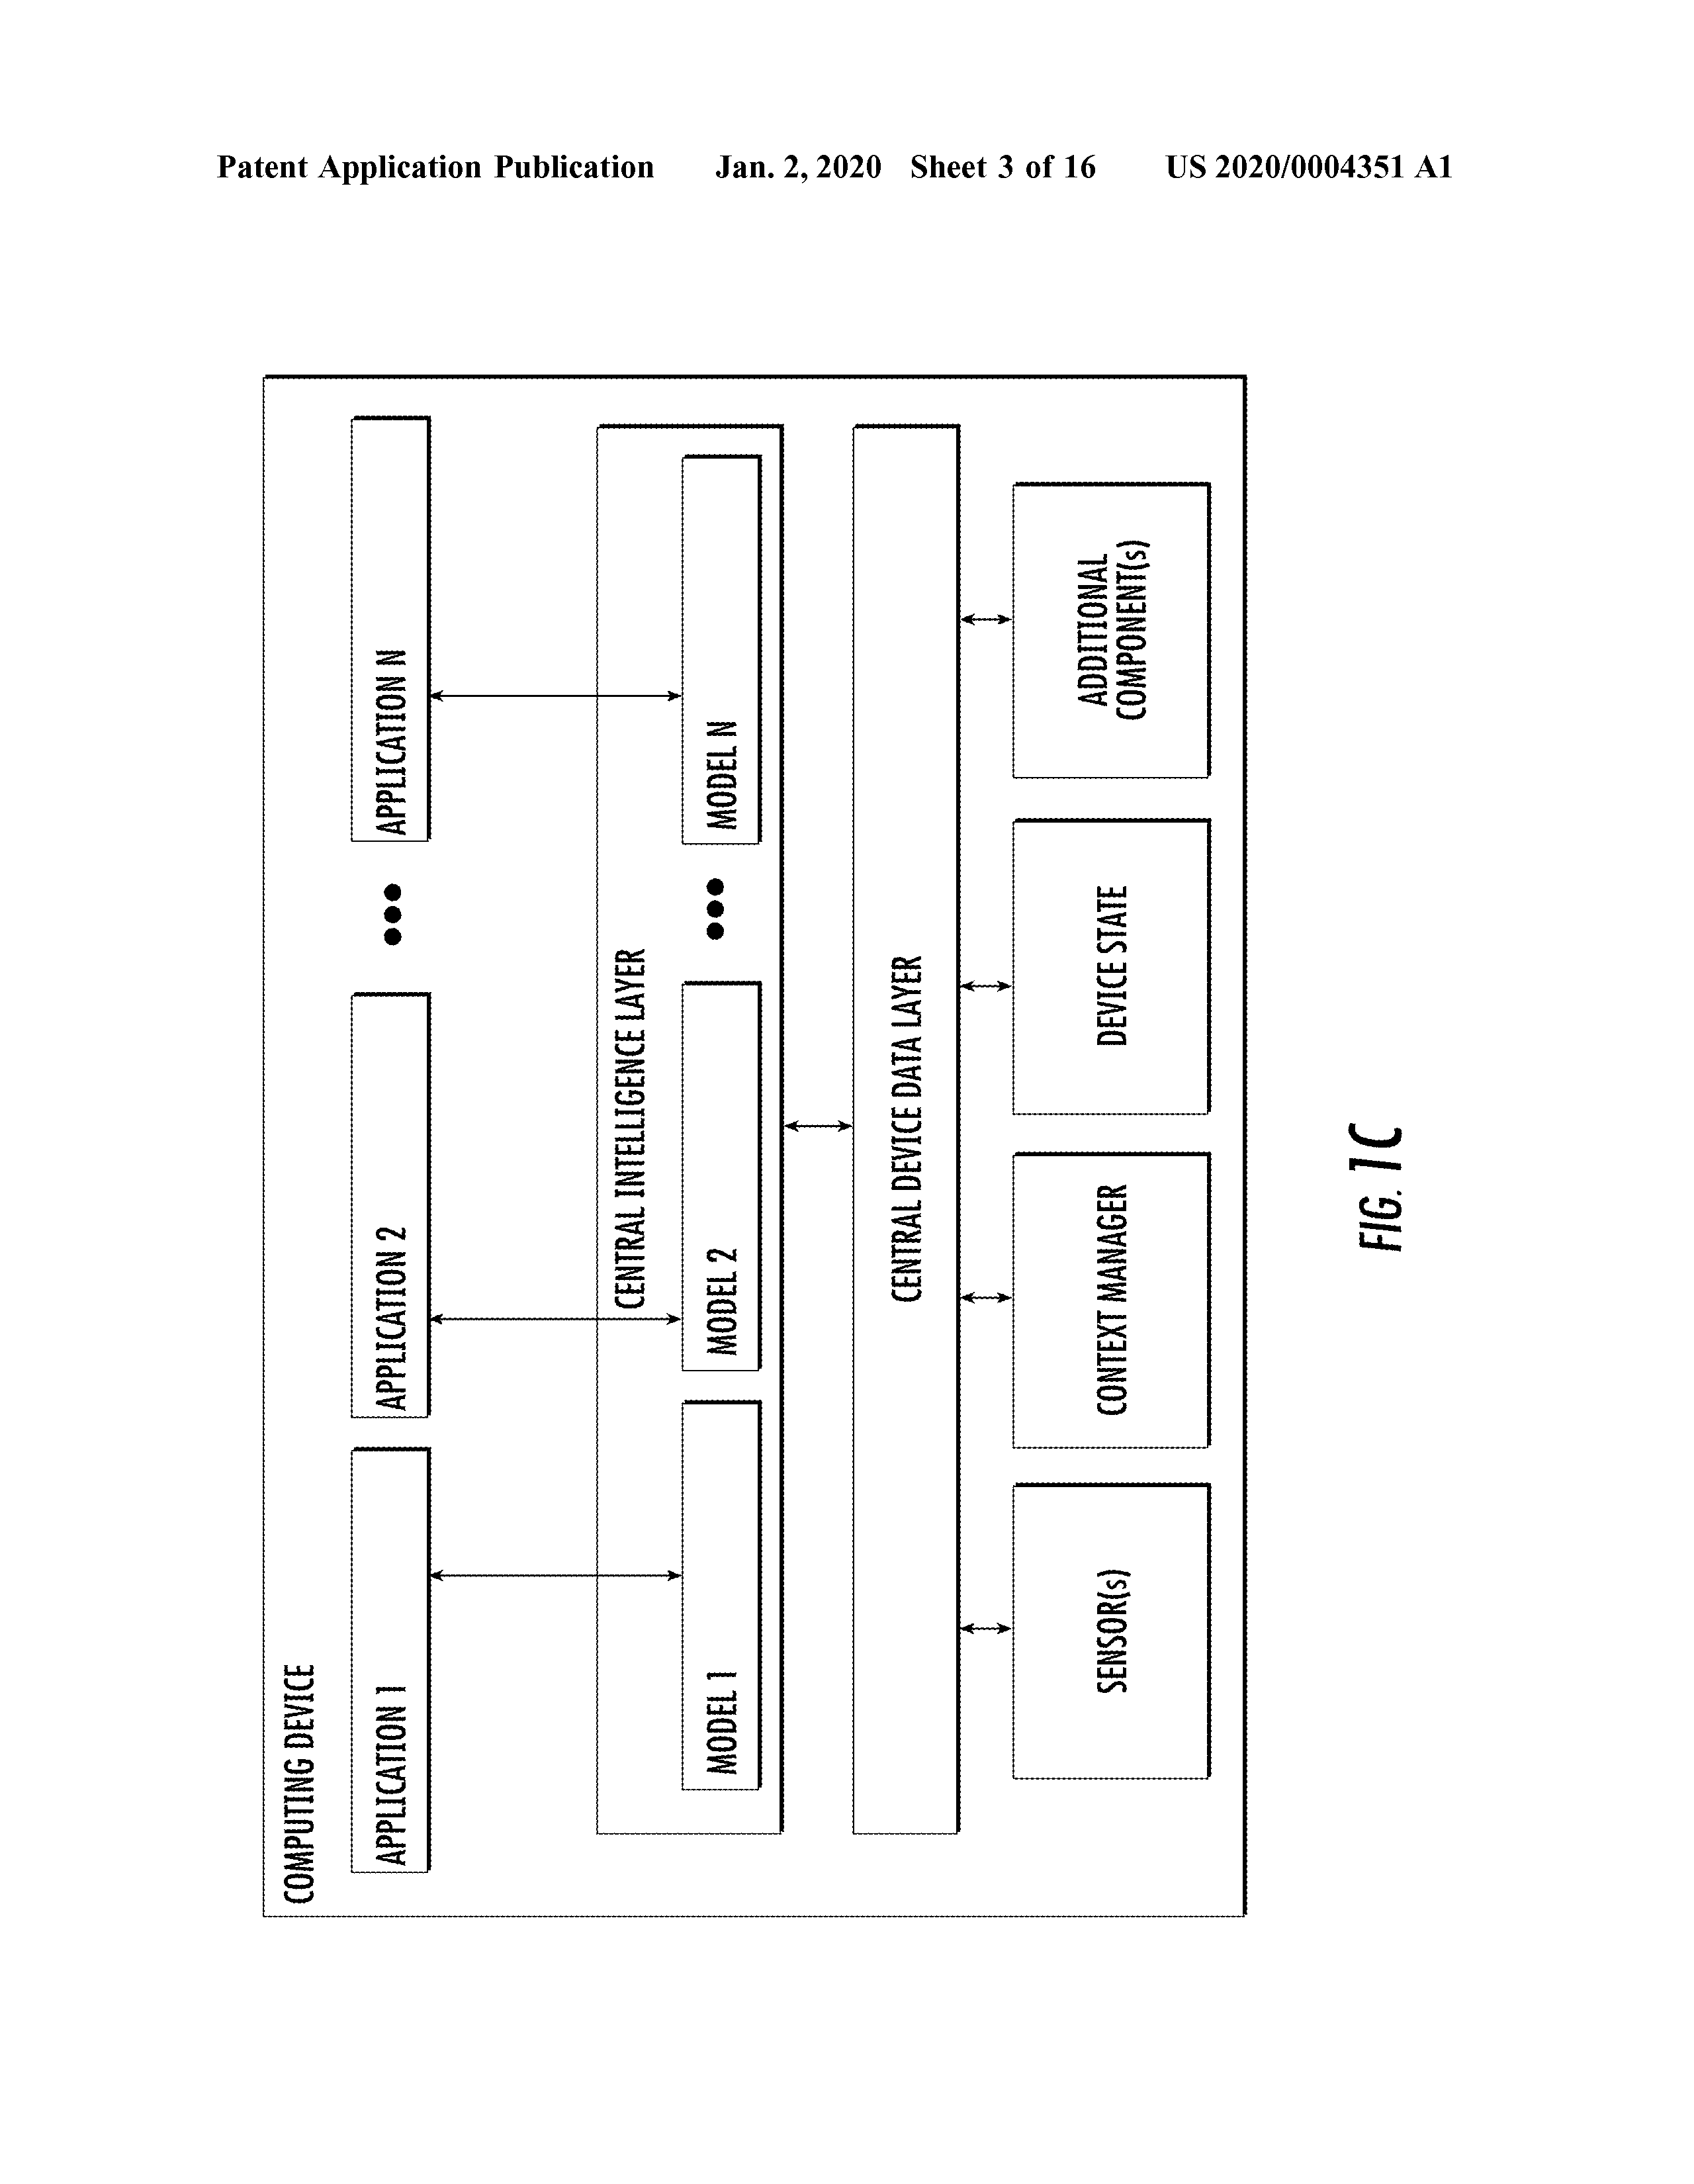 Patent Application Publication Jan. 2, 2020 Sheet 3 of 16 US 2020/0004351 A1
COMPUTING DEVICE
APPLICATION 1
APPLICATION 2
●●●
APPLICATION N
CENTRAL INTELLIGENCE LAYER
MODEL 1
MODEL 2
●●●
MODEL N
CENTRAL DEVICE DATA LAYER
SENSOR(s)
CONTEXT MANAGER
DEVICE STATE
ADDITIONAL
COMPONENT(s)
FIG. 1C